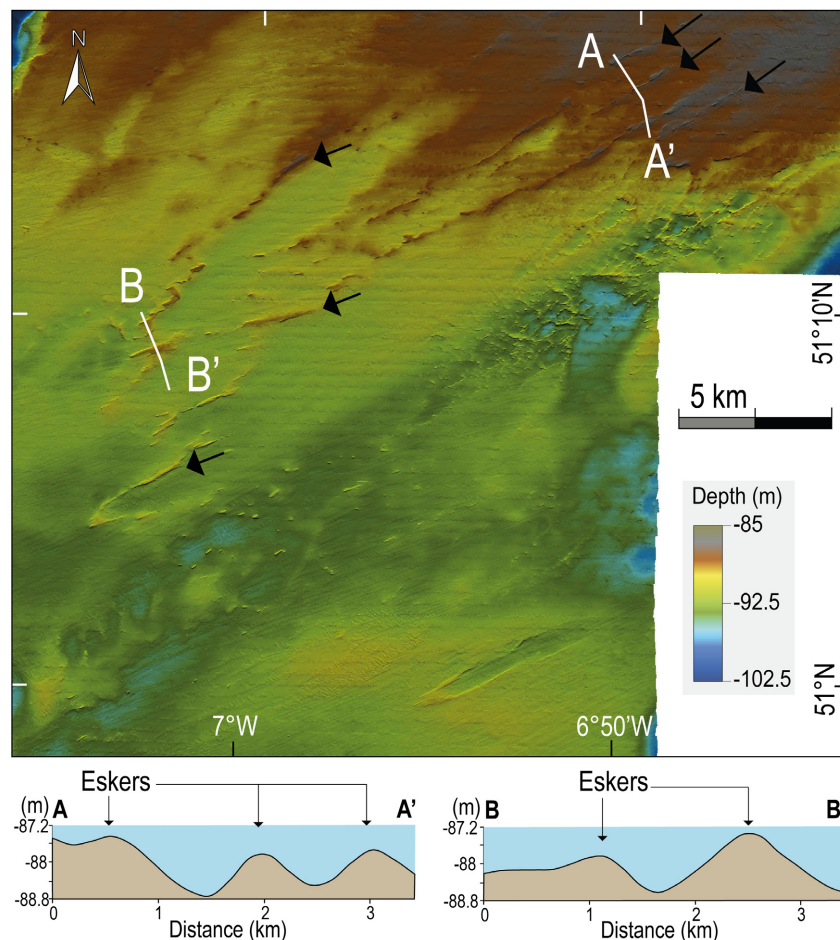 N
A
A'
B
B'
51°10'N
5 km
Depth (m)
-85
-92.5
-102.5
51°N
7°W
6°50'W
Eskers
(m) A A'
-87.2
-88
-88.8
0 1 2 3
Distance (km)
Eskers
(m) B B
-87.2
-88
-88.8
0 1 2 3
Distance (km)